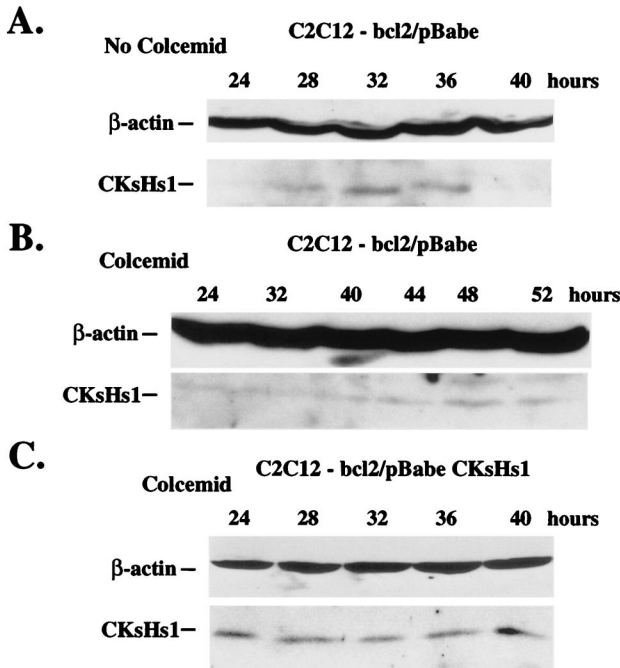 A.
C2C12 - bcl2/pBabe
No Colcemid
24 28 32 36 40 hours
β-actin –
CKsHs1–
B.
C2C12 - bcl2/pBabe
Colcemid
24 32 40 44 48 52 hours
β-actin –
CKsHs1–
C.
C2C12 - bcl2/pBabe CKsHs1
Colcemid
24 28 32 36 40 hours
β-actin –
CKsHs1–